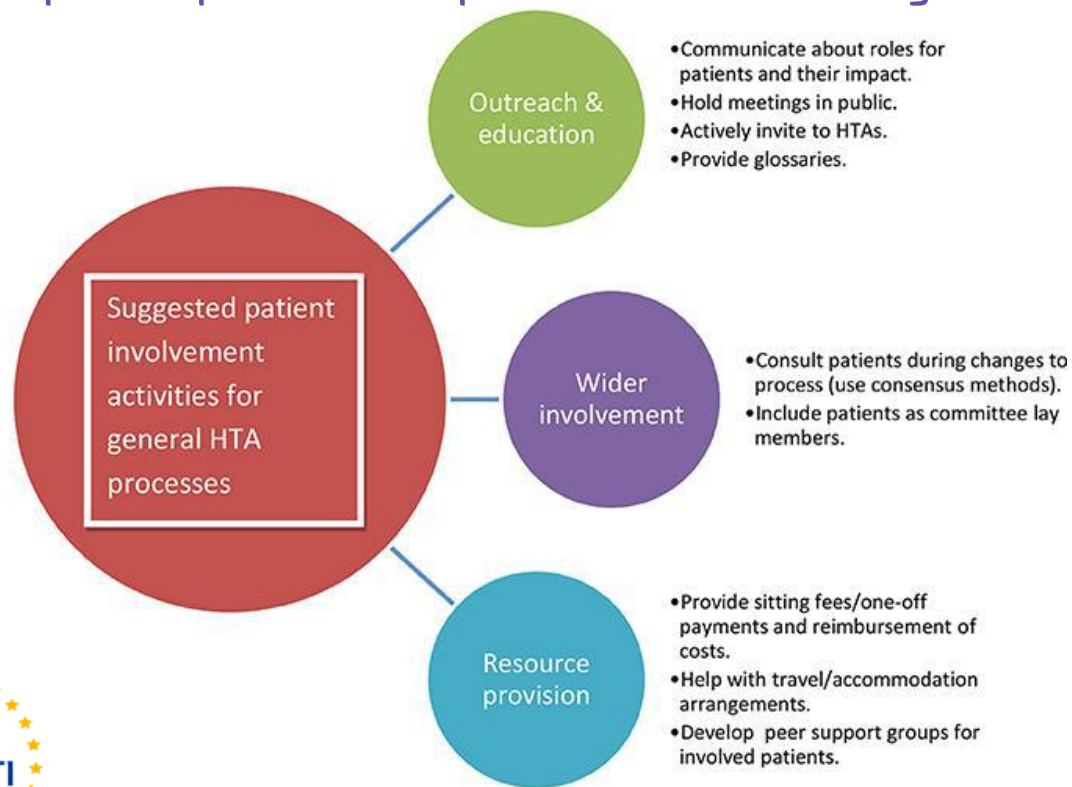 Outreach &
education
•Communicate about roles for
patients and their impact.
•Hold meetings in public.
•Actively invite to HTAs.
•Provide glossaries.
Suggested patient
involvement
activities for
general HTA
processes
Wider
involvement
•Consult patients during changes to
process (use consensus methods).
•Include patients as committee lay
members.
Resource
provision
•Provide sitting fees/one-off
payments and reimbursement of
costs.
•Help with travel/accommodation
arrangements.
•Develop peer support groups for
involved patients.